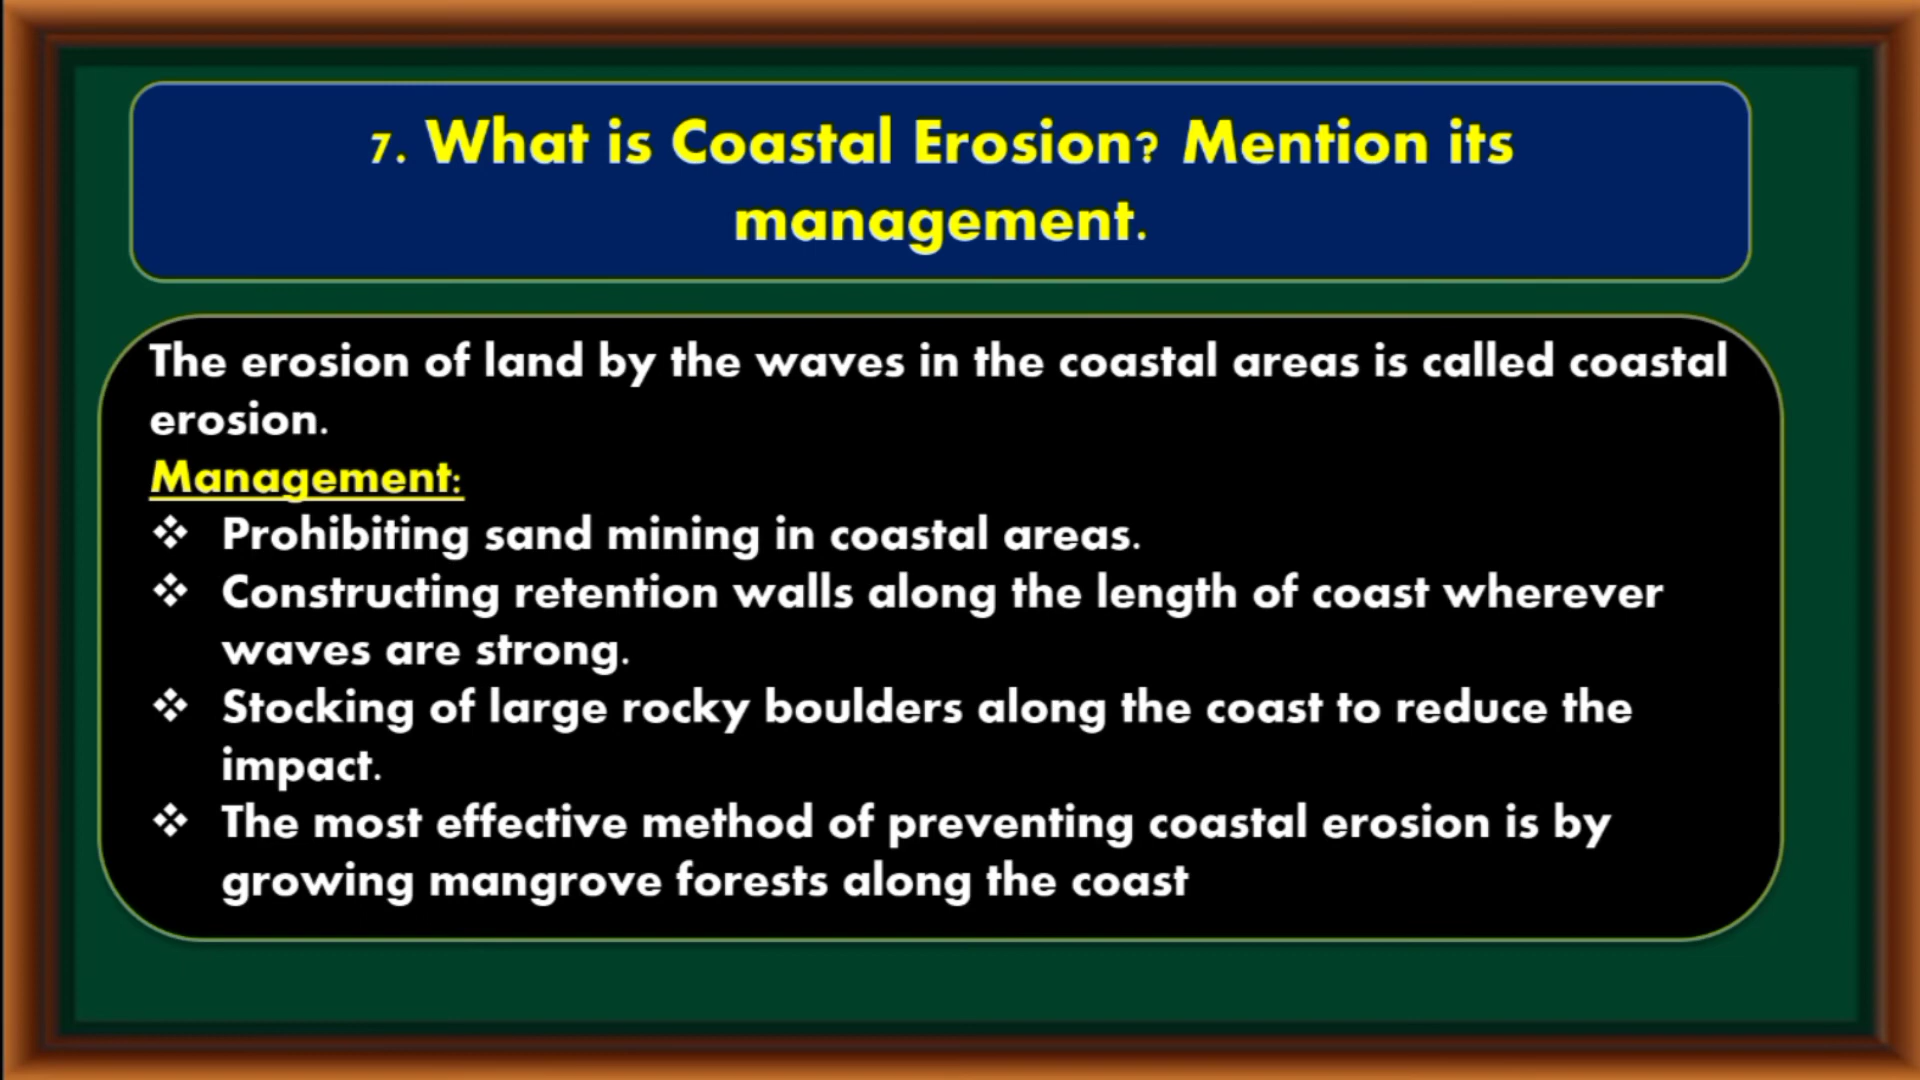 7. What is Coastal Erosion? Mention its
management.
The erosion of land by the waves in the coastal areas is called coastal
erosion.
Management:
❖ Prohibiting sand mining in coastal areas.
❖ Constructing retention walls along the length of coast wherever
waves are strong.
❖ Stocking of large rocky boulders along the coast to reduce the
impact.
❖ The most effective method of preventing coastal erosion is by
growing mangrove forests along the coast